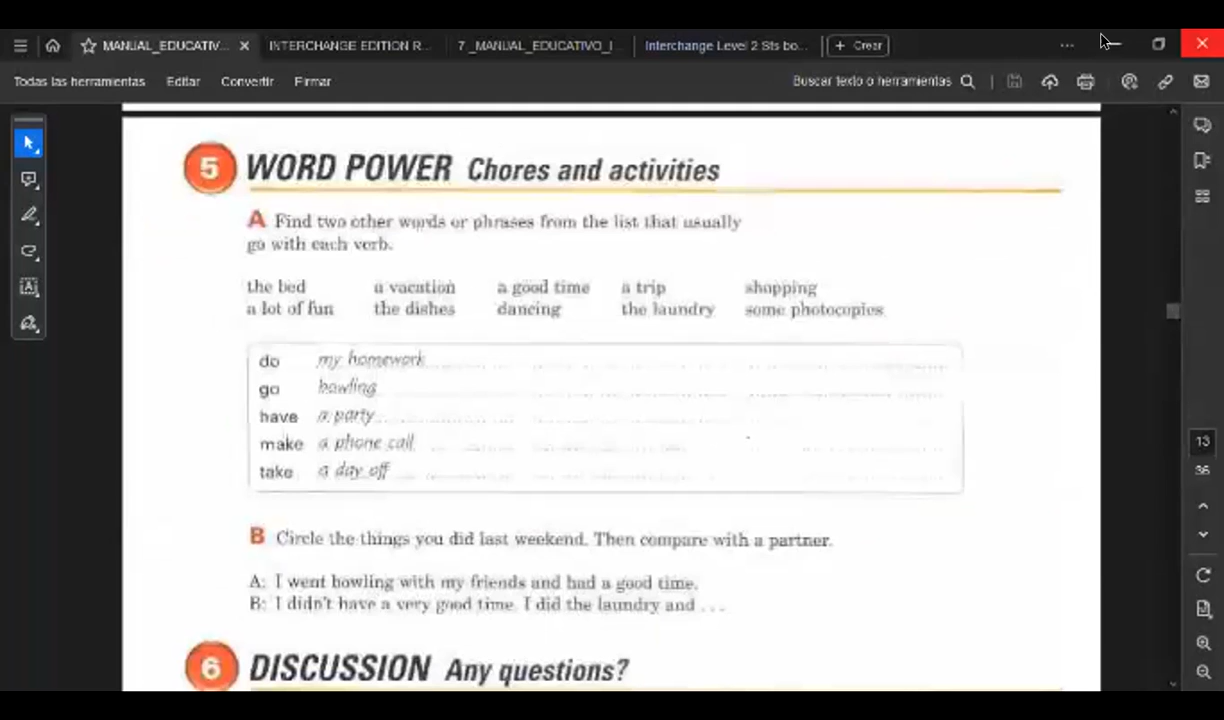 MANUAL_EDUCATIV... INTERCHANGE EDITION R... 7 _MANUAL_EDUCATIVO_I... Interchange Level 2 Sts bo... + Crear
Todas las herramientas Editar Convertir Firmar Buscar texto o herramientas
5 WORD POWER Chores and activities
A Find two other words or phrases from the list that usually
go with each verb.
the bed a vacation a good time a trip shopping
a lot of fun the dishes dancing the laundry some photocopies
do my homework
go bowling
have a party
make a phone call
take a day off
13
36
B Circle the things you did last weekend. Then compare with a partner.
A: I went bowling with my friends and had a good time.
B: I didn't have a very good time. I did the laundry and . . .
6 DISCUSSION Any questions?